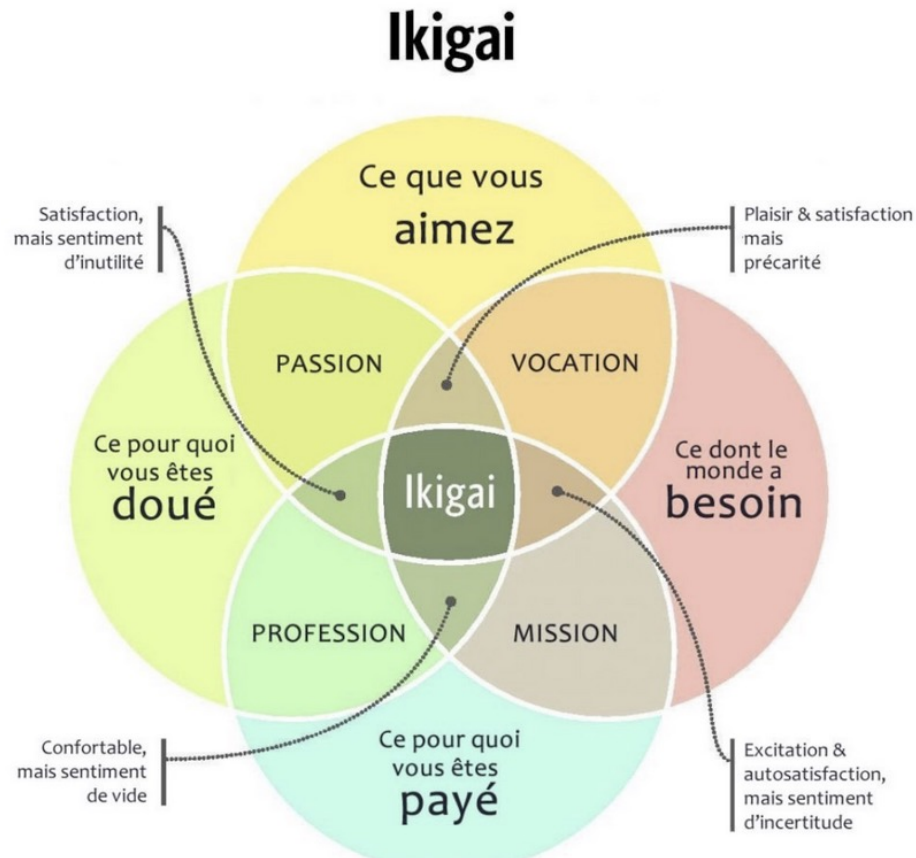 Ikigai
Ce que vous
aimez
Satisfaction,
mais sentiment
d'inutilité
Plaisir & satisfaction
mais
précarité
PASSION
VOCATION
Ce pour quoi
vous êtes
doué
Ikigai
Ce dont le
monde a
besoin
PROFESSION
MISSION
Confortable,
mais sentiment
de vide
Ce pour quoi
vous êtes
payé
Excitation &
autosatisfaction,
mais sentiment
d'incertitude